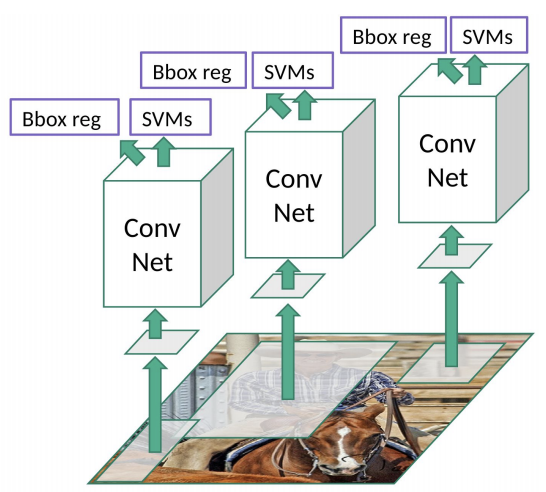 Bbox reg
SVMs
Bbox reg
SVMs
Bbox reg
SVMs
Conv
Net
Conv
Net
Conv
Net